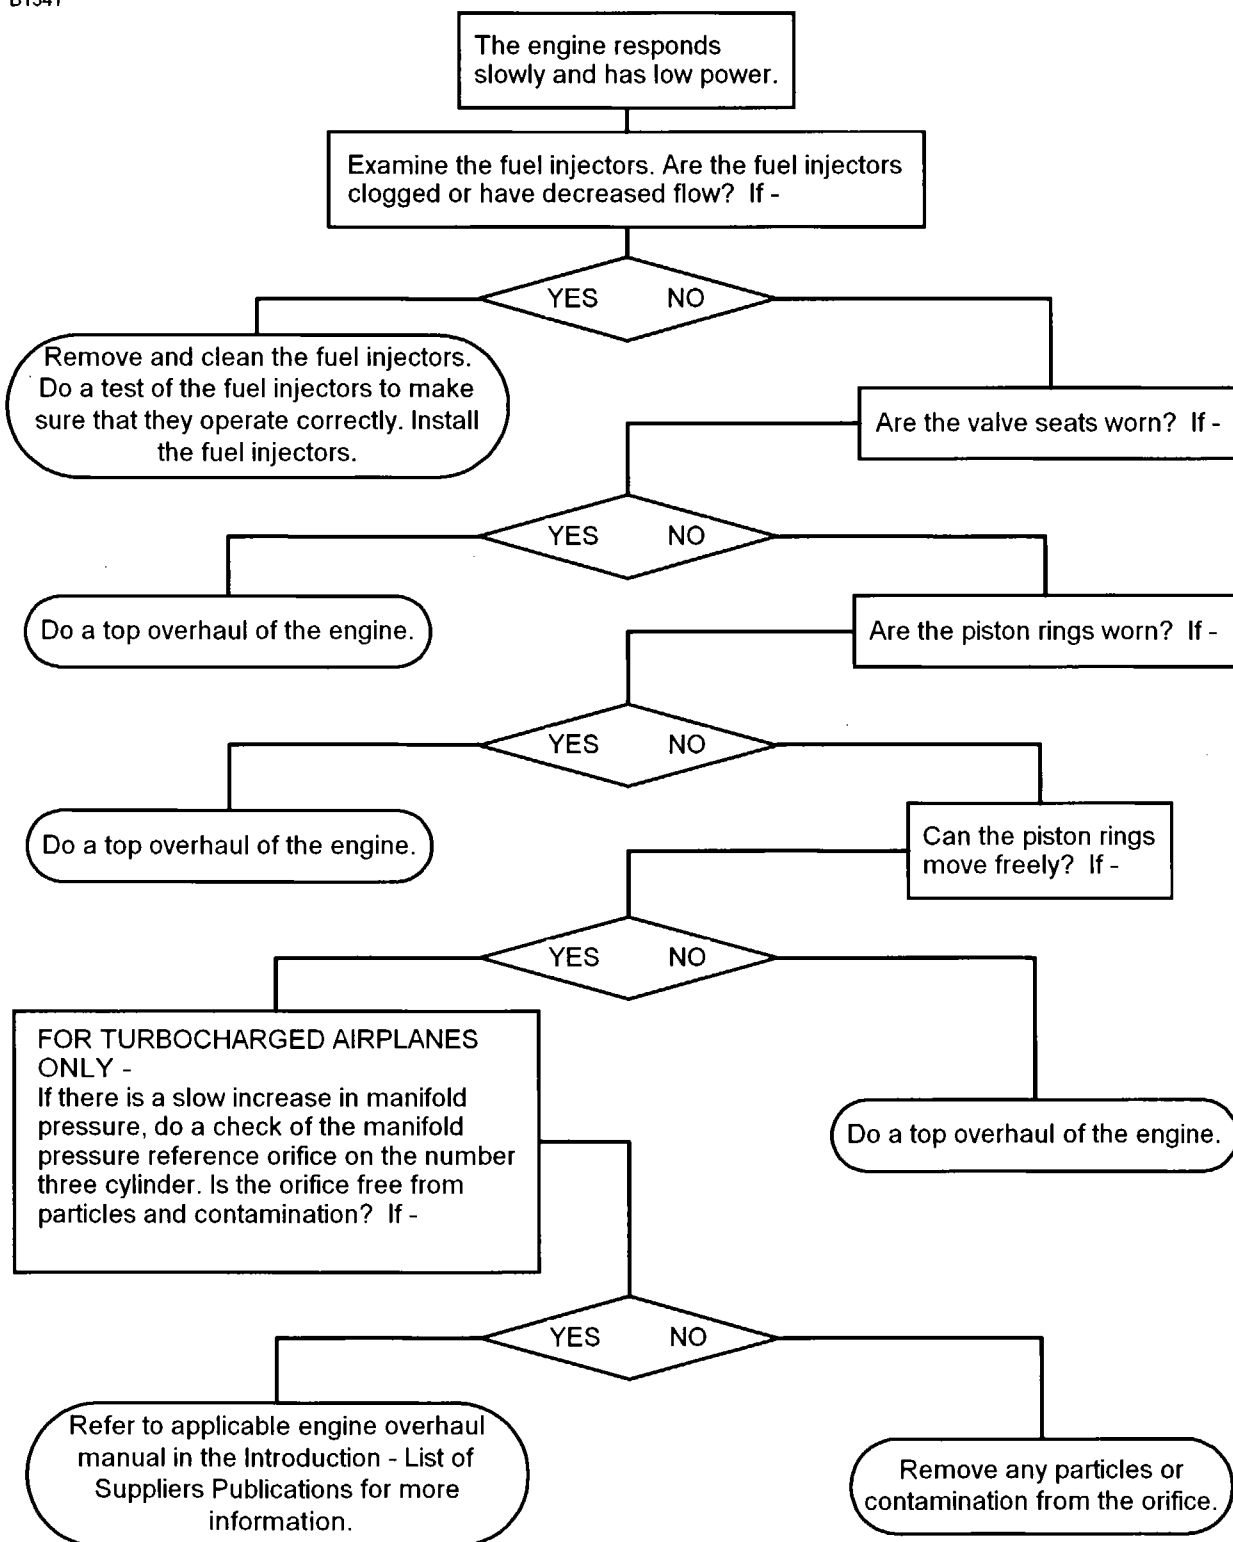 The engine responds
slowly and has low power.
Examine the fuel injectors. Are the fuel injectors
clogged or have decreased flow? If -
YES NO
Remove and clean the fuel injectors.
Do a test of the fuel injectors to make
sure that they operate correctly. Install
the fuel injectors.
Are the valve seats worn? If -
YES NO
Do a top overhaul of the engine.
Are the piston rings worn? If -
YES NO
Do a top overhaul of the engine.
Can the piston rings
move freely? If -
YES NO
FOR TURBOCHARGED AIRPLANES
ONLY -
If there is a slow increase in manifold
pressure, do a check of the manifold
pressure reference orifice on the number
three cylinder. Is the orifice free from
particles and contamination? If -
Do a top overhaul of the engine.
YES NO
Refer to applicable engine overhaul
manual in the Introduction - List of
Suppliers Publications for more
information.
Remove any particles or
contamination from the orifice.